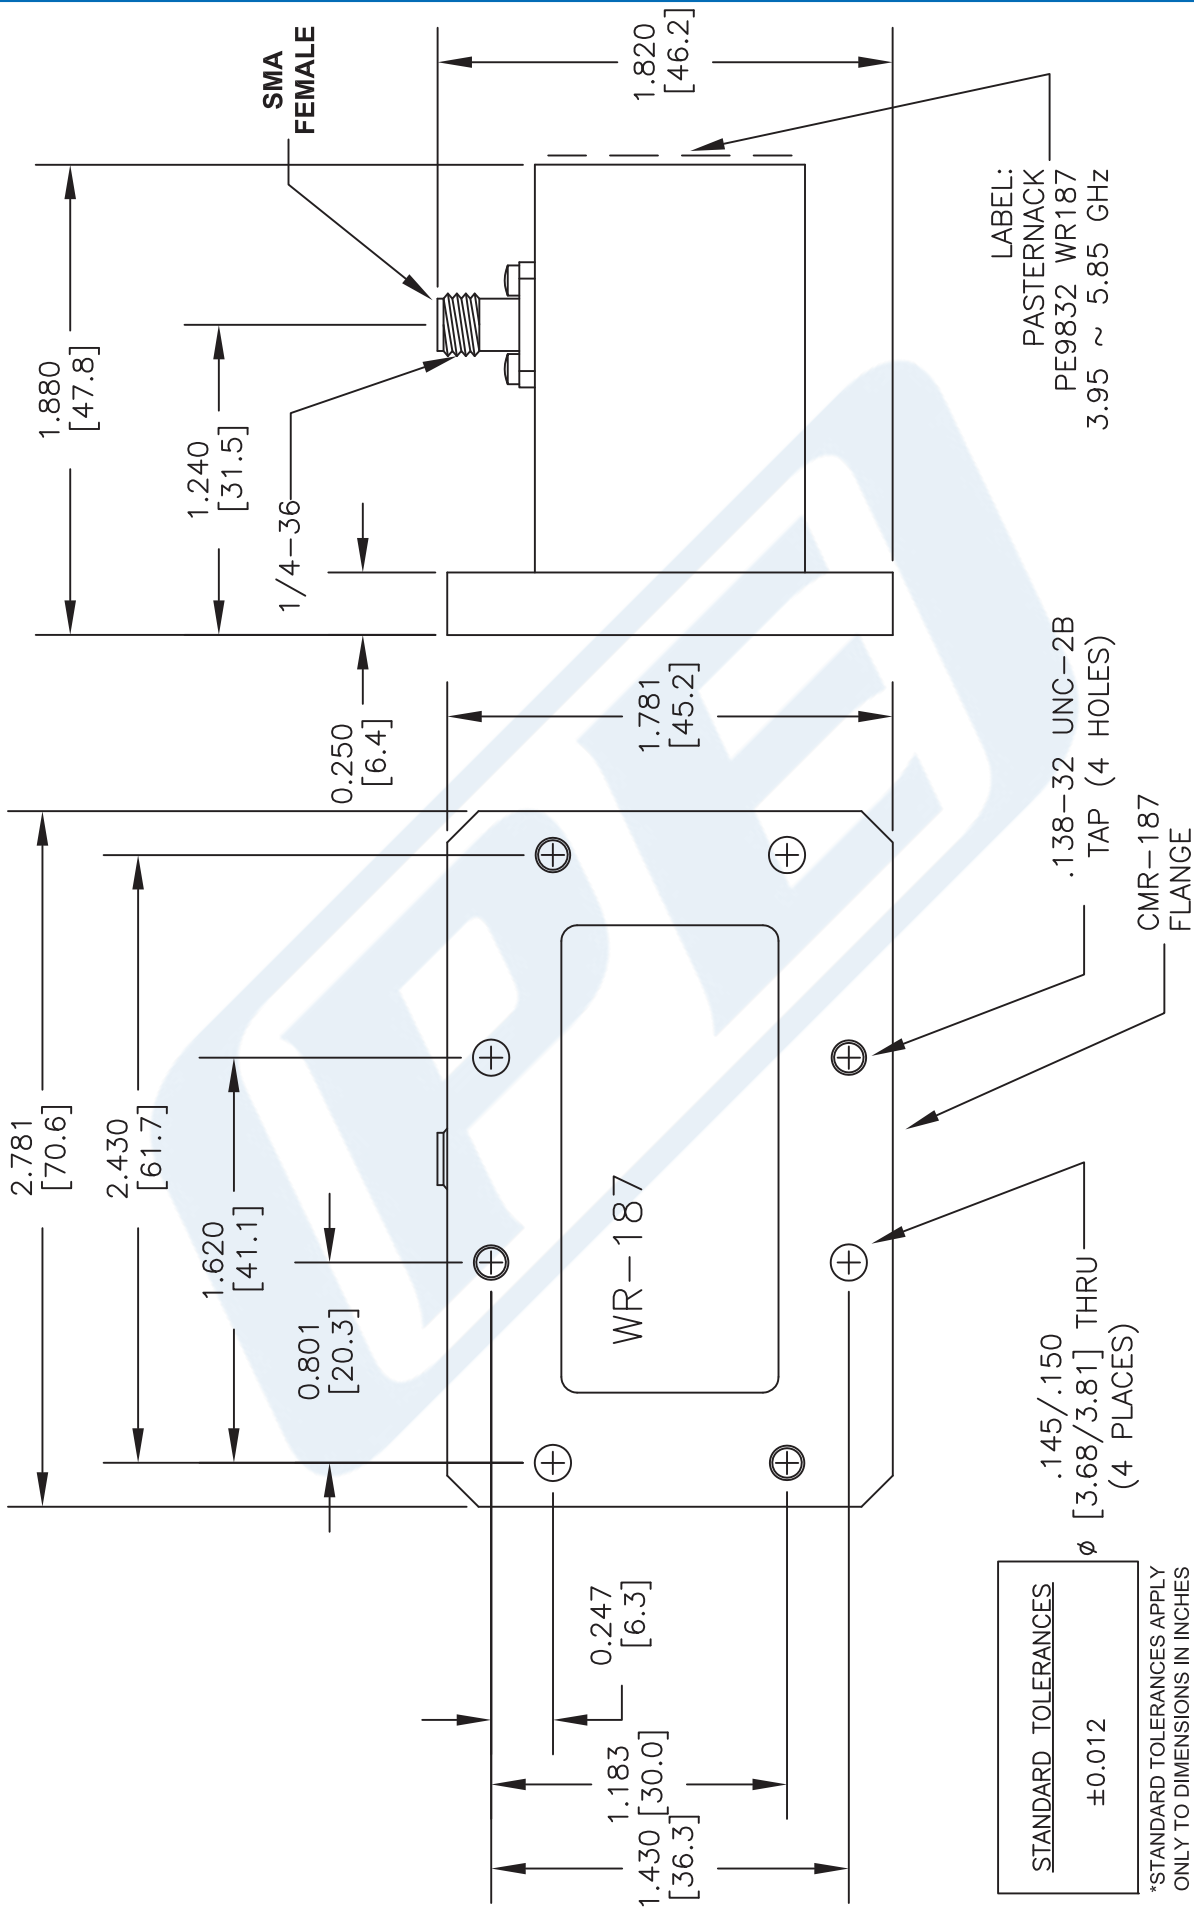 2.781
[70.6]
2.430
[61.7]
1.620
[41.1]
0.801
[20.3]
WR-187
0.247
[6.3]
1.183
[30.0]
1.430
[36.3]
1.781
[45.2]
1.880
[47.8]
1.240
[31.5]
0.250
[6.4]
1/4-36
SMA
FEMALE
1.820
[46.2]
LABEL:
PASTERNACK
PE9832 WR187
3.95 ~ 5.85 GHz
.138-32 UNC-2B
TAP (4 HOLES)
CMR-187
FLANGE
.145/.150
ø [3.68/3.81] THRU
(4 PLACES)
STANDARD TOLERANCES
±0.012
*STANDARD TOLERANCES APPLY
ONLY TO DIMENSIONS IN INCHES
PE